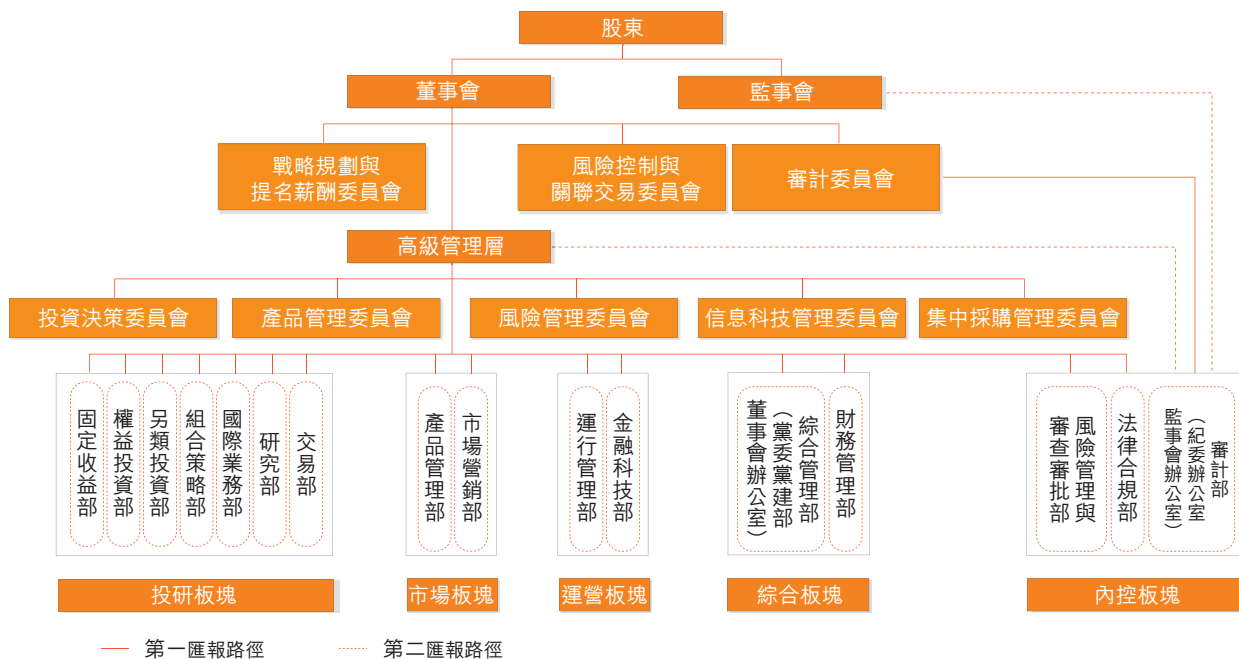 股東
董事會
監事會
戰略規劃與
提名薪酬委員會
風險控制與
關聯交易委員會
審計委員會
高級管理層
投資決策委員會
產品管理委員會
風險管理委員會
信息科技管理委員會
集中採購管理委員會
固定收益部
權益投資部
另類投資部
組合策略部
國際業務部
研究部
交易部
產品管理部
市場營銷部
運行管理部
金融科技部
綜合管理部
（黨委黨建部
董事會辦公室）
財務管理部
風險管理與
審查審批部
法律合規部
審計部
（紀委辦公室
監事會辦公室）
投研板塊
市場板塊
運營板塊
綜合板塊
內控板塊
第一匯報路徑
第二匯報路徑